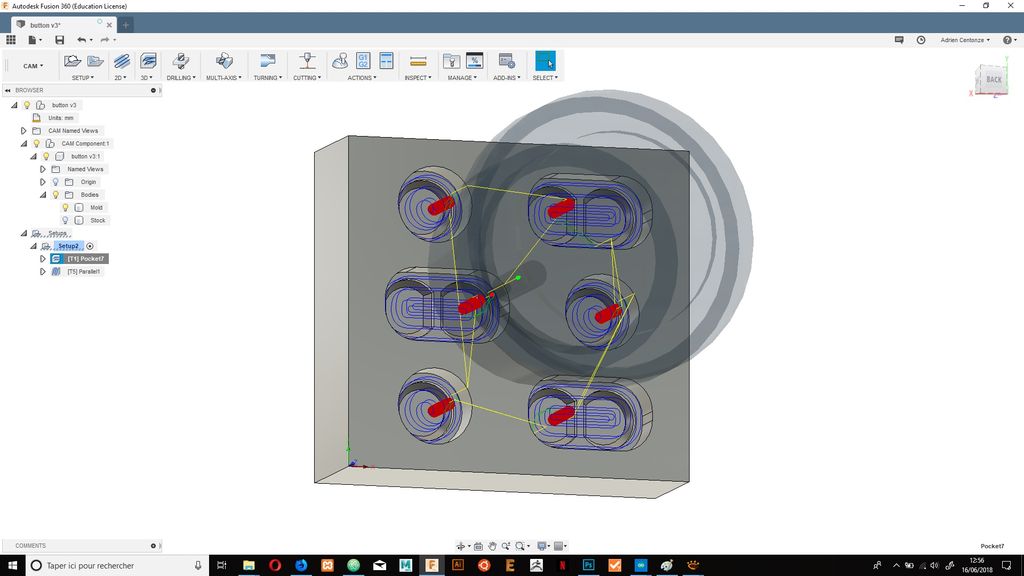 Autodesk Fusion 360 (Education License)
button v3*
Adrien Centonze
CAM
SETUP
2D
3D
DRILLING
MULTI-AXIS
TURNING
CUTTING
G1
G2
ACTIONS
INSPECT
MANAGE
ADD-INS
SELECT
BROWSER
BACK
X
Y
Z
button v3
Units: mm
CAM Named Views
CAM Component:1
button v3:1
Named Views
Origin
Bodies
Mold
Stock
Setups
Setup2
[T1] Pocket7
[T5] Parallel1
COMMENTS
Pocket7
Taper ici pour rechercher
12:56
16/06/2018